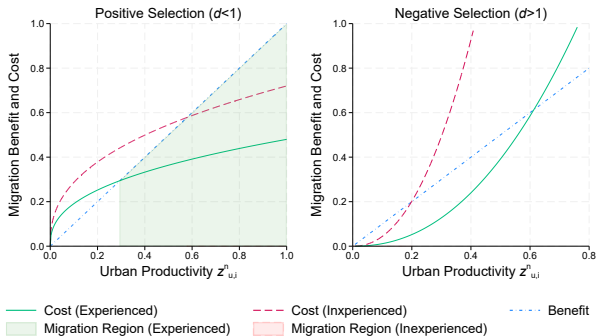 Positive Selection (d<1)
Negative Selection (d>1)
Migration Benefit and Cost
1.0
0.8
0.6
0.4
0.2
0.0
0.0 0.2 0.4 0.6 0.8 1.0
Urban Productivity zⁿu,i
Migration Benefit and Cost
1.0
0.8
0.6
0.4
0.2
0.0
0.0 0.2 0.4 0.6 0.8
Urban Productivity zⁿu,i
Cost (Experienced)
Cost (Inxperienced)
Benefit
Migration Region (Experienced)
Migration Region (Inexperienced)